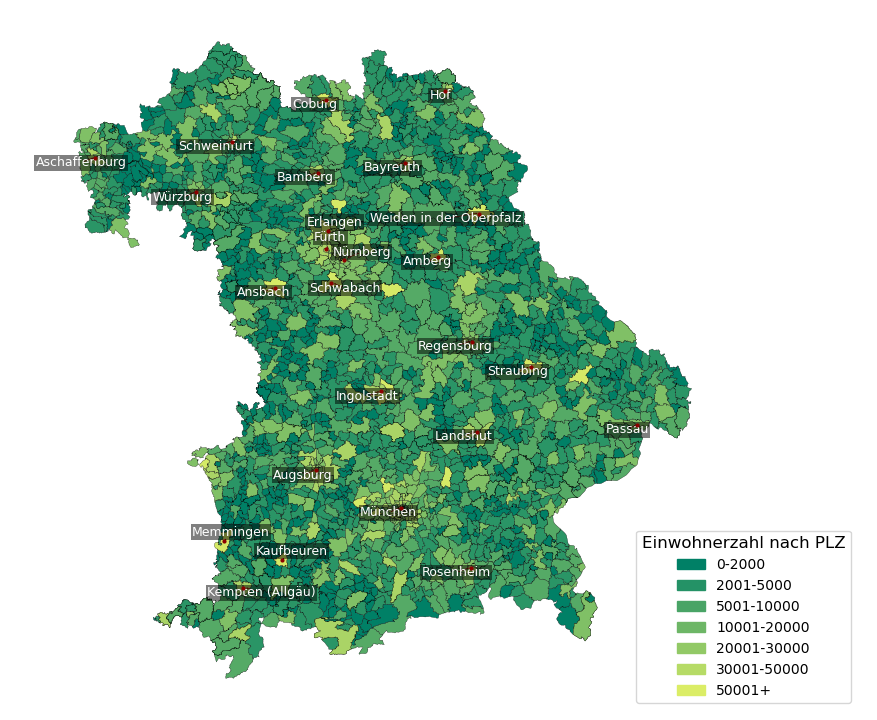 Coburg
Hof
Schweinfurt
Aschaffenburg
Bayreuth
Bamberg
Würzburg
Weiden in der Oberpfalz
Erlangen
Fürth
Nürnberg
Amberg
Ansbach
Schwabach
Regensburg
Straubing
Ingolstadt
Passau
Landshut
Augsburg
München
Memmingen
Kaufbeuren
Rosenheim
Kempten (Allgäu)
Einwohnerzahl nach PLZ
0-2000
2001-5000
5001-10000
10001-20000
20001-30000
30001-50000
50001+